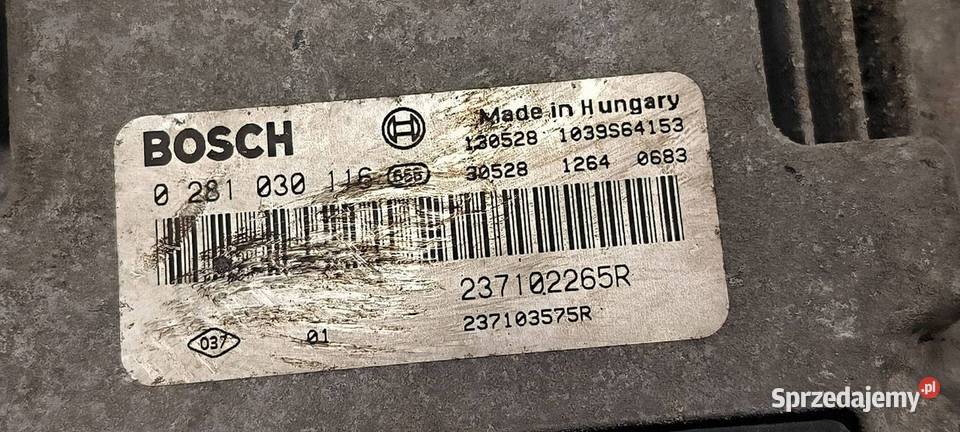 BOSCH
Made in Hungary
130528 1039S64153
0 281 030 116 666 30528 1264 0683
237102265R
237103575R
037 01
Sprzedajemy.pl